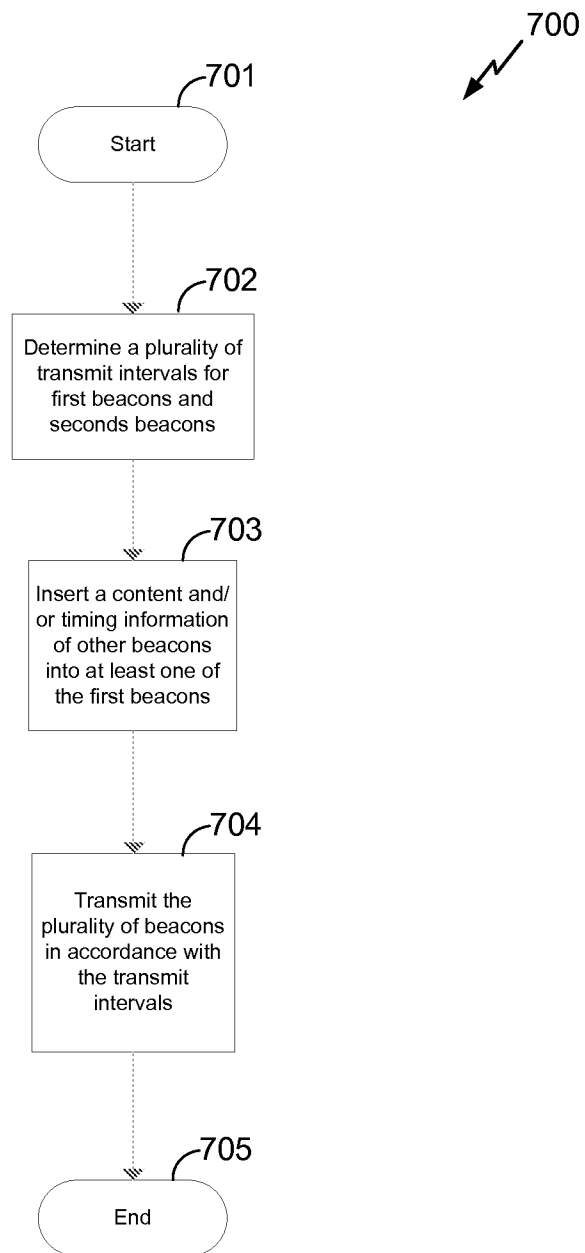 700
701
Start
702
Determine a plurality of
transmit intervals for
first beacons and
seconds beacons
703
Insert a content and/
or timing information
of other beacons
into at least one of
the first beacons
704
Transmit the
plurality of beacons
in accordance with
the transmit
intervals
705
End